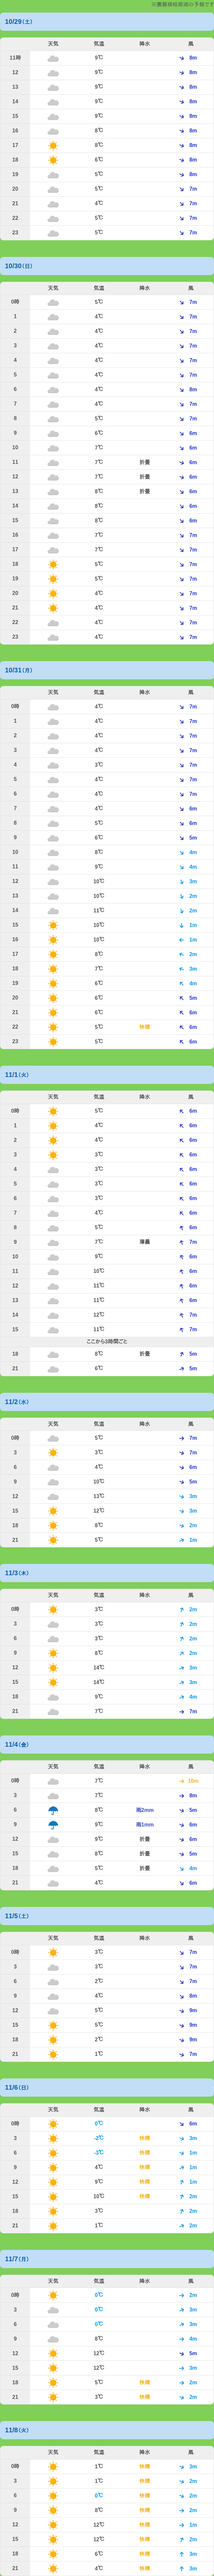 の予報です
10/29(土)
天気 気温 降水 風
11時 9℃ 8m
12 9℃ 8m
13 9℃ 8m
14 9℃ 8m
15 9℃ 8m
16 8℃ 8m
17 8℃ 8m
18 6℃ 8m
19 5℃ 8m
20 5℃ 7m
21 4℃ 7m
22 5℃ 7m
23 5℃ 7m
10/30(日)
天気 気温 降水 風
0時 5℃ 7m
1 4℃ 7m
2 4℃ 7m
3 4℃ 7m
4 4℃ 7m
5 4℃ 7m
6 4℃ 8m
7 4℃ 7m
8 5℃ 7m
9 6℃ 6m
10 7℃ 6m
11 7℃ 折畳 6m
12 7℃ 折畳 6m
13 8℃ 折畳 6m
14 8℃ 6m
15 8℃ 6m
16 7℃ 7m
17 7℃ 7m
18 5℃ 7m
19 5℃ 7m
20 4℃ 7m
21 4℃ 7m
22 4℃ 7m
23 4℃ 7m
10/31(月)
天気 気温 降水 風
0時 4℃ 7m
1 4℃ 7m
2 4℃ 7m
3 4℃ 7m
4 3℃ 7m
5 4℃ 7m
6 4℃ 7m
7 4℃ 6m
8 5℃ 6m
9 6℃ 5m
10 8℃ 4m
11 9℃ 4m
12 10℃ 3m
13 10℃ 2m
14 11℃ 2m
15 10℃ 1m
16 10℃ 1m
17 8℃ 2m
18 7℃ 3m
19 6℃ 4m
20 6℃ 5m
21 6℃ 6m
22 5℃ 快晴 6m
23 5℃ 6m
11/1(火)
天気 気温 降水 風
0時 5℃ 6m
1 4℃ 6m
2 4℃ 6m
3 3℃ 6m
4 3℃ 6m
5 3℃ 6m
6 3℃ 6m
7 4℃ 6m
8 5℃ 6m
9 7℃ 薄曇 7m
10 9℃ 6m
11 10℃ 6m
12 11℃ 6m
13 11℃ 6m
14 12℃ 7m
15 11℃ 7m
ここから3時間ごと
18 8℃ 折畳 5m
21 6℃ 5m
11/2(水)
天気 気温 降水 風
0時 5℃ 7m
3 3℃ 7m
6 4℃ 6m
9 10℃ 5m
12 13℃ 3m
15 12℃ 3m
18 8℃ 2m
21 5℃ 1m
11/3(木)
天気 気温 降水 風
0時 3℃ 2m
3 3℃ 2m
6 3℃ 2m
9 8℃ 2m
12 14℃ 3m
15 14℃ 3m
18 9℃ 4m
21 7℃ 7m
11/4(金)
天気 気温 降水 風
0時 7℃ 10m
3 7℃ 8m
6 8℃ 雨2mm 5m
9 9℃ 雨1mm 6m
12 9℃ 折畳 6m
15 8℃ 折畳 5m
18 5℃ 折畳 4m
21 4℃ 6m
11/5(土)
天気 気温 降水 風
0時 3℃ 7m
3 3℃ 7m
6 2℃ 7m
9 4℃ 8m
12 5℃ 9m
15 5℃ 9m
18 2℃ 9m
21 1℃ 7m
11/6(日)
天気 気温 降水 風
0時 0℃ 6m
3 -2℃ 快晴 3m
6 -3℃ 快晴 1m
9 4℃ 快晴 1m
12 9℃ 快晴 1m
15 10℃ 快晴 2m
18 3℃ 2m
21 1℃ 2m
11/7(月)
天気 気温 降水 風
0時 0℃ 2m
3 0℃ 3m
6 0℃ 3m
9 8℃ 4m
12 12℃ 5m
15 12℃ 3m
18 5℃ 快晴 2m
21 3℃ 快晴 2m
11/8(火)
天気 気温 降水 風
0時 1℃ 快晴 3m
3 1℃ 快晴 2m
6 0℃ 快晴 2m
9 8℃ 快晴 2m
12 12℃ 快晴 1m
15 12℃ 快晴 2m
18 6℃ 快晴 3m
21 4℃ 快晴 3m